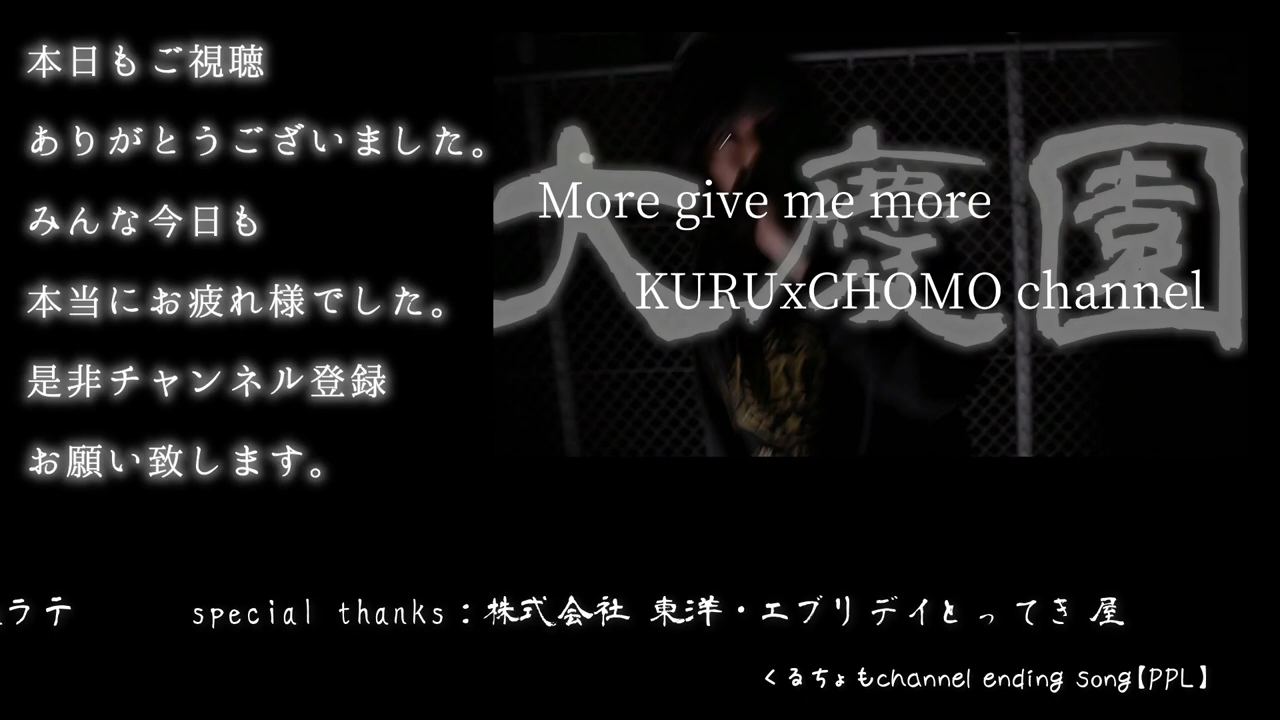 本日もご視聴
ありがとうございました。
みんな今日も
本当にお疲れ様でした。
是非チャンネル登録
お願い致します。
大慶園
More give me more
KURUxCHOMO channel
ラテ special thanks：株式会社 東洋・エブリデイとってき屋
くるちょもchannel ending song【PPL】